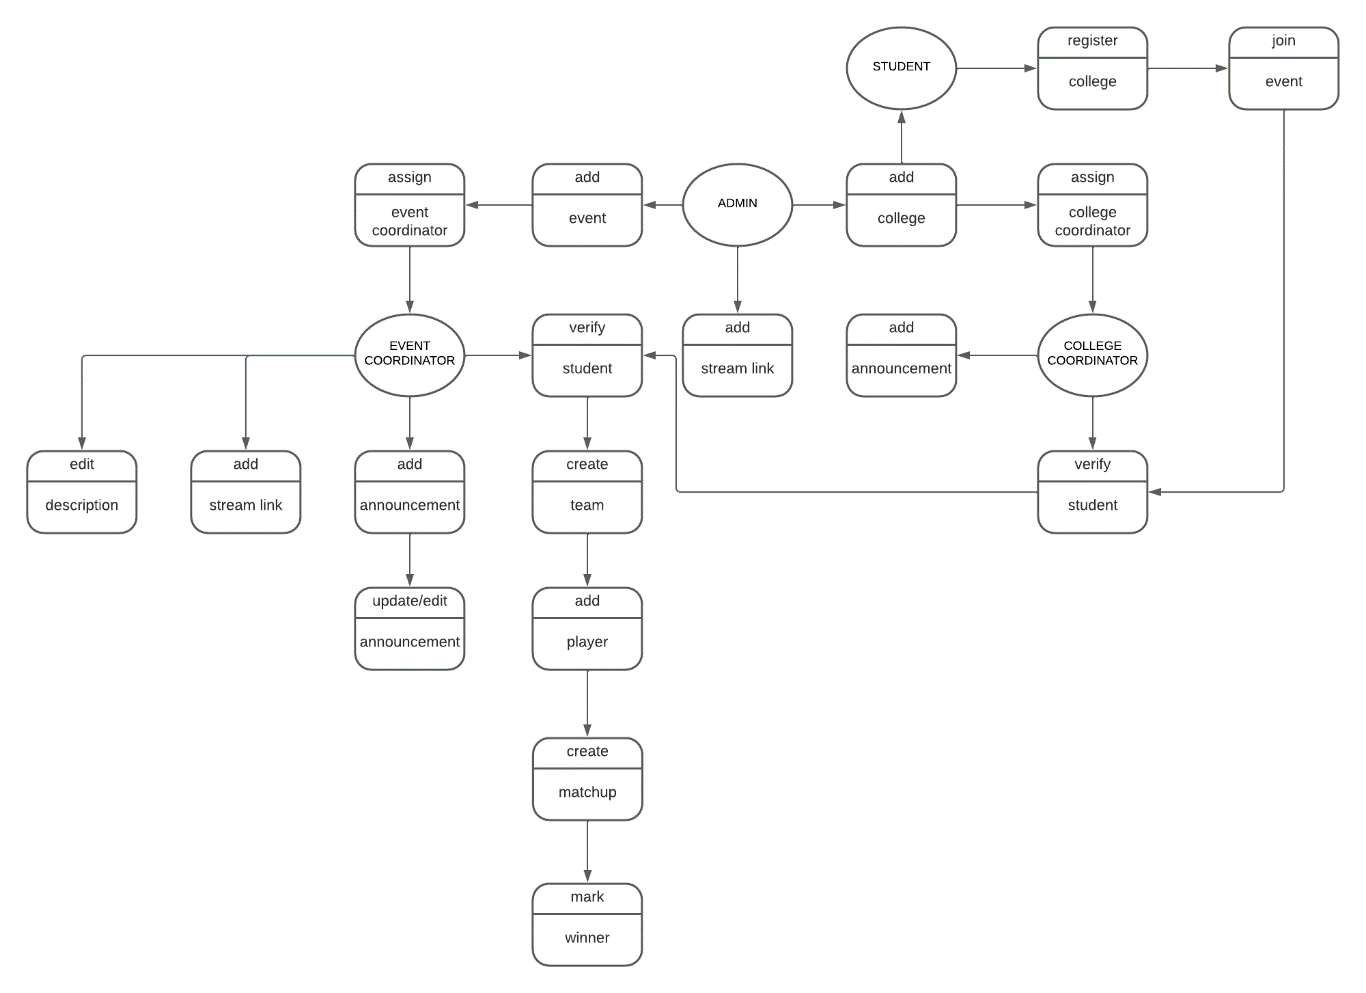 register
join
STUDENT
college
event
assign
add
ADMIN
add
assign
event
coordinator
event
college
college
coordinator
EVENT
COORDINATOR
verify
student
add
stream link
add
announcement
COLLEGE
COORDINATOR
edit
description
add
stream link
add
announcement
create
team
verify
student
update/edit
announcement
add
player
create
matchup
mark
winner